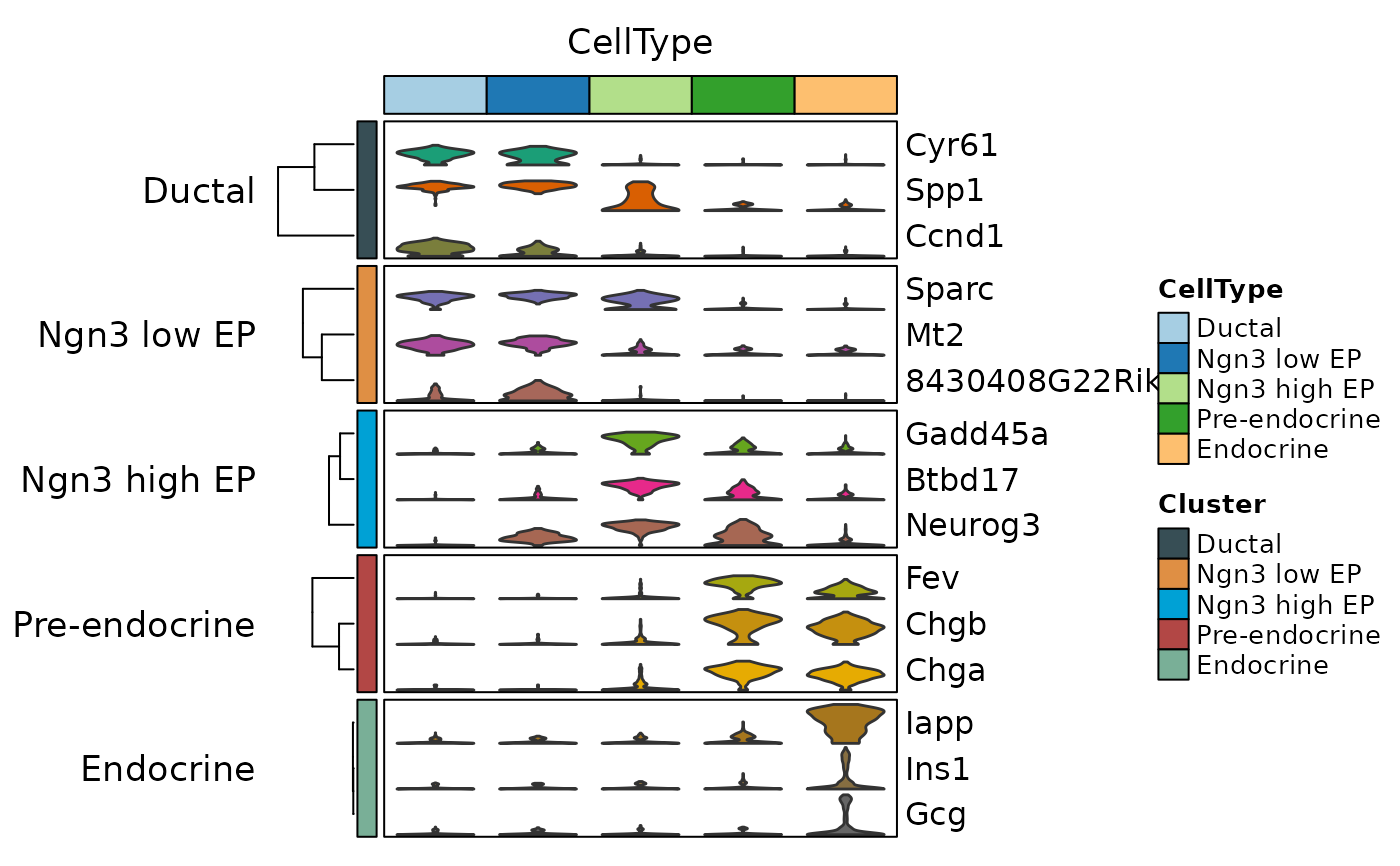 CellType
Ductal
Cyr61
Spp1
Ccnd1
Ngn3 low EP
Sparc
Mt2
8430408G22Rik
Ngn3 high EP
Gadd45a
Btbd17
Neurog3
Pre-endocrine
Fev
Chgb
Chga
Endocrine
Iapp
Ins1
Gcg
CellType
Ductal
Ngn3 low EP
Ngn3 high EP
Pre-endocrine
Endocrine
Cluster
Ductal
Ngn3 low EP
Ngn3 high EP
Pre-endocrine
Endocrine